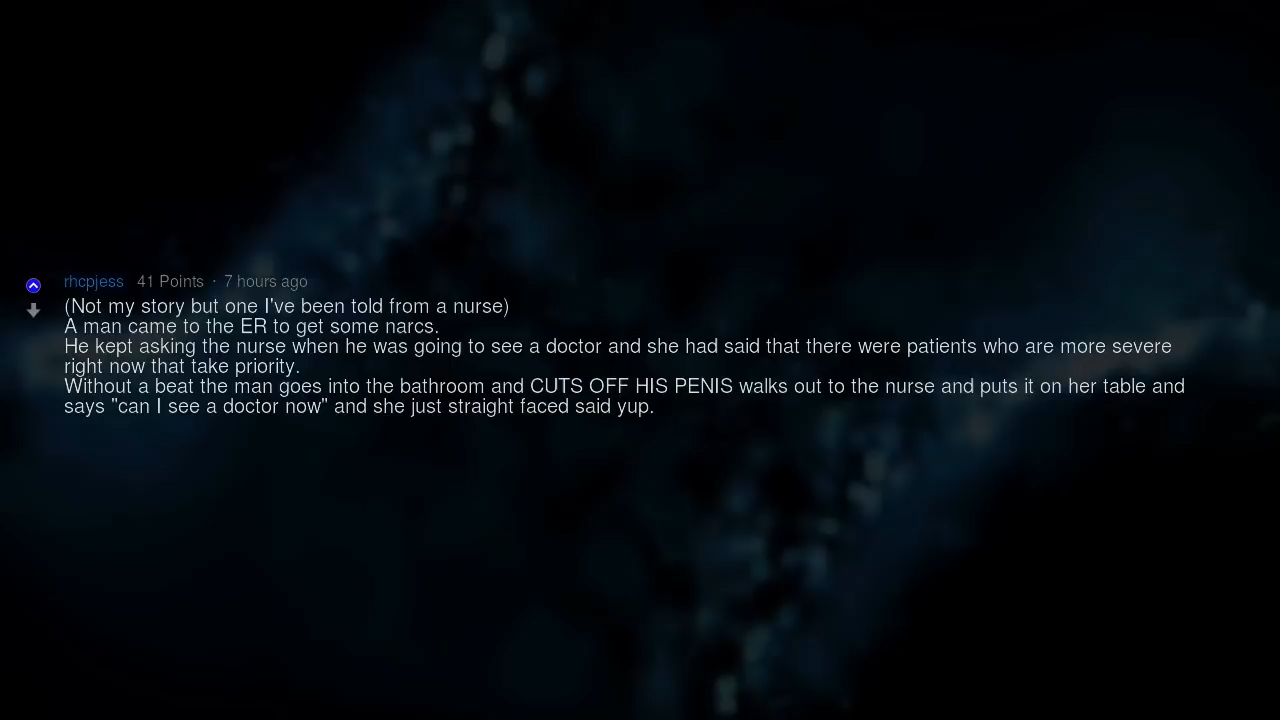 rhcpjess 41 Points · 7 hours ago
(Not my story but one I've been told from a nurse)
A man came to the ER to get some narcs.
He kept asking the nurse when he was going to see a doctor and she had said that there were patients who are more severe
right now that take priority.
Without a beat the man goes into the bathroom and CUTS OFF HIS PENIS walks out to the nurse and puts it on her table and
says "can I see a doctor now" and she just straight faced said yup.